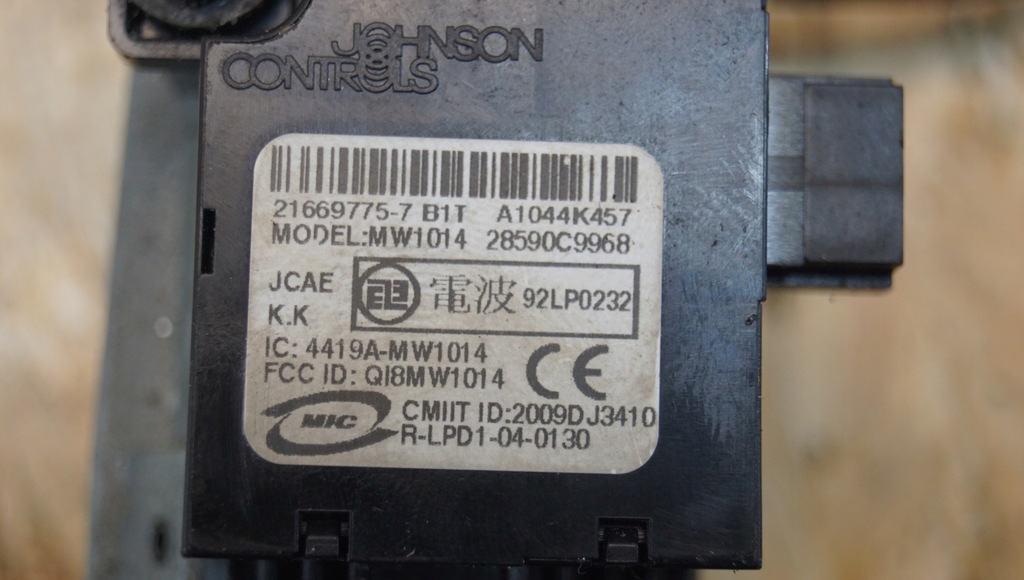 JOHNSON
CONTROLS
21669775-7 B1T A1044K457
MODEL:MW1014 28590C9968
JCAE
K.K
電波 92LP0232
IC: 4419A-MW1014
FCC ID: QI8MW1014
CE
MIC
CMIIT ID:2009DJ3410
R-LPD1-04-0130